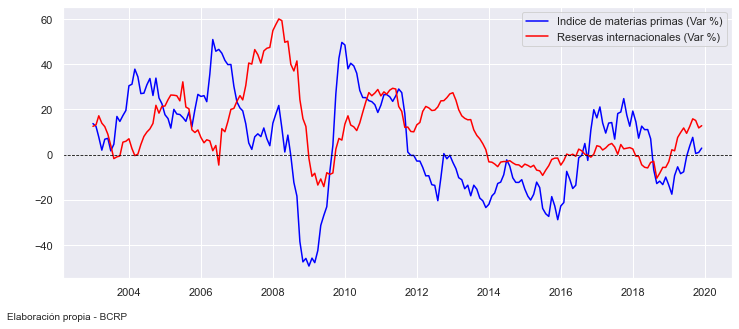 Indice de materias primas (Var %)
Reservas internacionales (Var %)
60
40
20
0
−20
−40
2004 2006 2008 2010 2012 2014 2016 2018 2020
Elaboración propia - BCRP